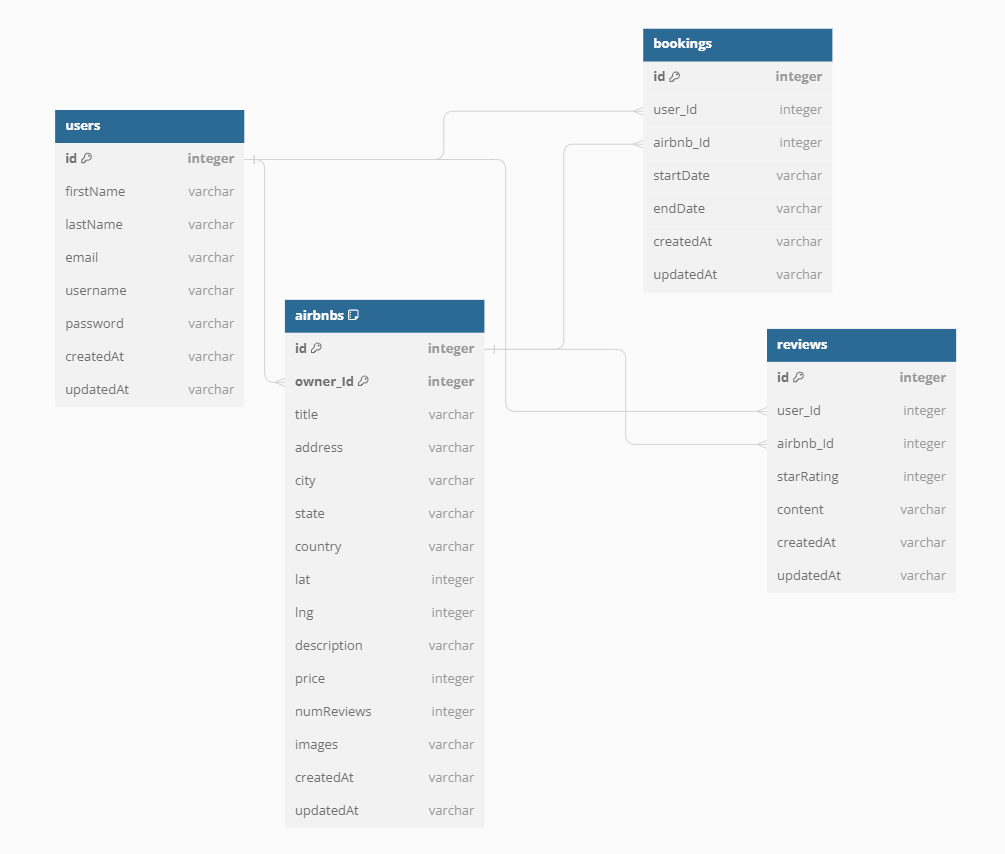 users
id integer
firstName varchar
lastName varchar
email varchar
username varchar
password varchar
createdAt varchar
updatedAt varchar
airbnbs
id integer
owner_Id integer
title varchar
address varchar
city varchar
state varchar
country varchar
lat integer
lng integer
description varchar
price integer
numReviews integer
images varchar
createdAt varchar
updatedAt varchar
bookings
id integer
user_Id integer
airbnb_Id integer
startDate varchar
endDate varchar
createdAt varchar
updatedAt varchar
reviews
id integer
user_Id integer
airbnb_Id integer
starRating integer
content varchar
createdAt varchar
updatedAt varchar